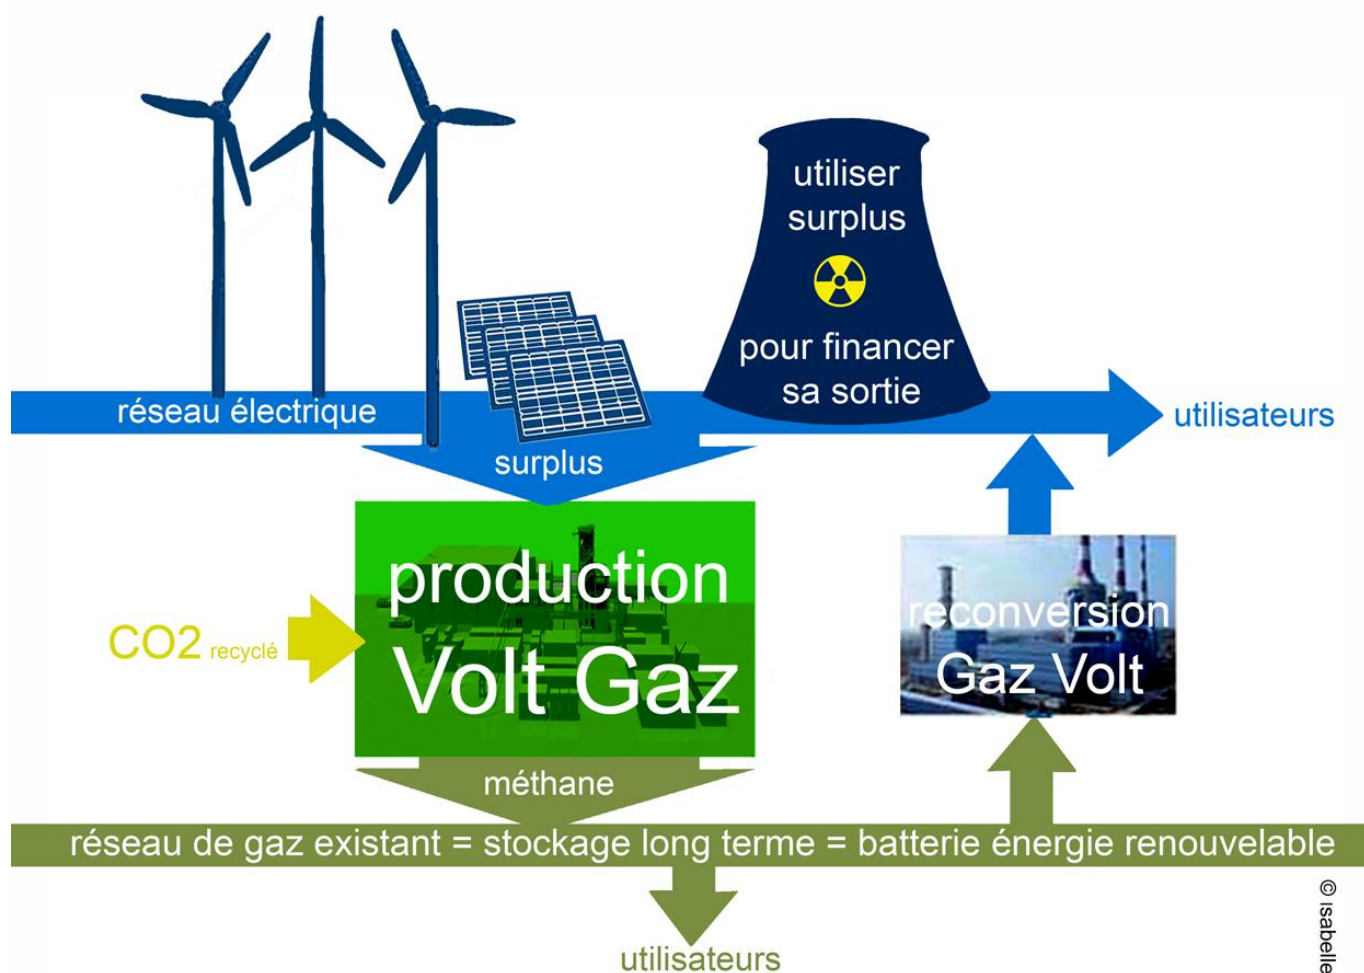 utiliser
surplus
pour financer
sa sortie
réseau électrique
utilisateurs
surplus
production
Volt Gaz
CO2 recyclé
reconversion
Gaz Volt
méthane
réseau de gaz existant = stockage long terme = batterie énergie renouvelable
utilisateurs
© Isabelle